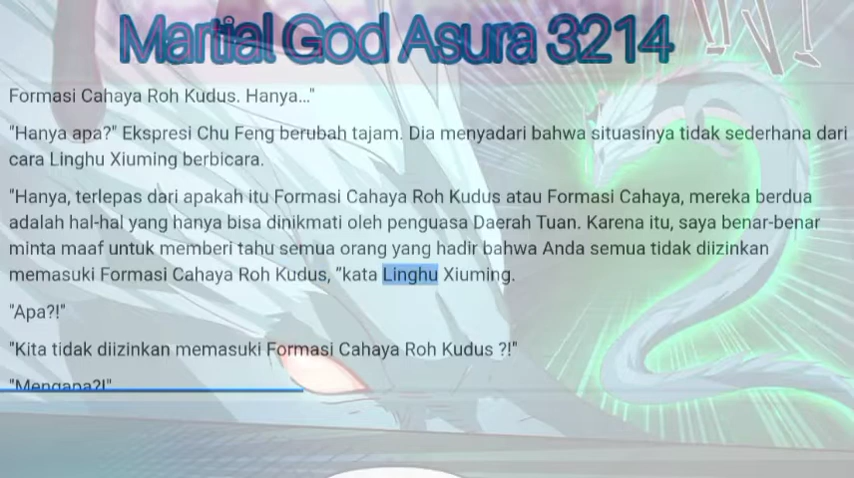 Martial God Asura 3214
Formasi Cahaya Roh Kudus. Hanya..."
"Hanya apa?" Ekspresi Chu Feng berubah tajam. Dia menyadari bahwa situasinya tidak sederhana dari
cara Linghu Xiuming berbicara.
"Hanya, terlepas dari apakah itu Formasi Cahaya Roh Kudus atau Formasi Cahaya, mereka berdua
adalah hal-hal yang hanya bisa dinikmati oleh penguasa Daerah Tuan. Karena itu, saya benar-benar
minta maaf untuk memberi tahu semua orang yang hadir bahwa Anda semua tidak diizinkan
memasuki Formasi Cahaya Roh Kudus, "kata Linghu Xiuming.
"Apa?!"
"Kita tidak diizinkan memasuki Formasi Cahaya Roh Kudus ?!"
"Mengapa?!"